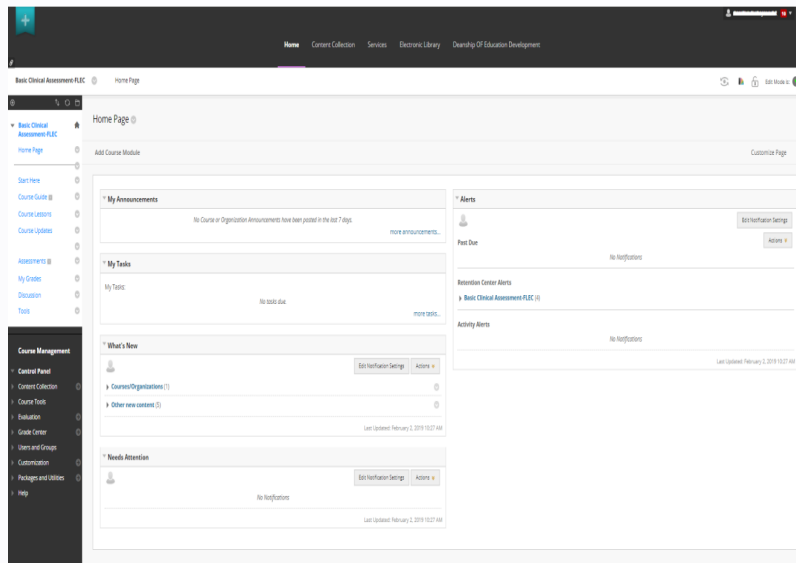 Home Content Collection Services Electronic Library Deanship OF Education Development
Basic Clinical Assessment-FLEC Home Page
Edit Mode is:
Basic Clinical
Assessment-FLEC
Home Page
Start Here
Course Guide
Course Lessons
Course Updates
Assessments
My Grades
Discussion
Tools
Course Management
Control Panel
Content Collection
Course Tools
Evaluation
Grade Center
Users and Groups
Customization
Packages and Utilities
Help
Home Page
Add Course Module Customize Page
My Announcements
No Course or Organization Announcements have been posted in the last 7 days.
more announcements...
My Tasks
My Tasks:
No tasks due.
more tasks...
What's New
Edit Notification Settings Actions
Courses/Organizations (1)
Other new content (5)
Last Updated: February 2, 2019 10:27 AM
Needs Attention
Edit Notification Settings Actions
No Notifications
Last Updated: February 2, 2019 10:27 AM
Alerts
Edit Notification Settings
Past Due Actions
No Notifications
Retention Center Alerts
Basic Clinical Assessment-FLEC (4)
Activity Alerts
No Notifications
Last Updated: February 2, 2019 10:27 AM